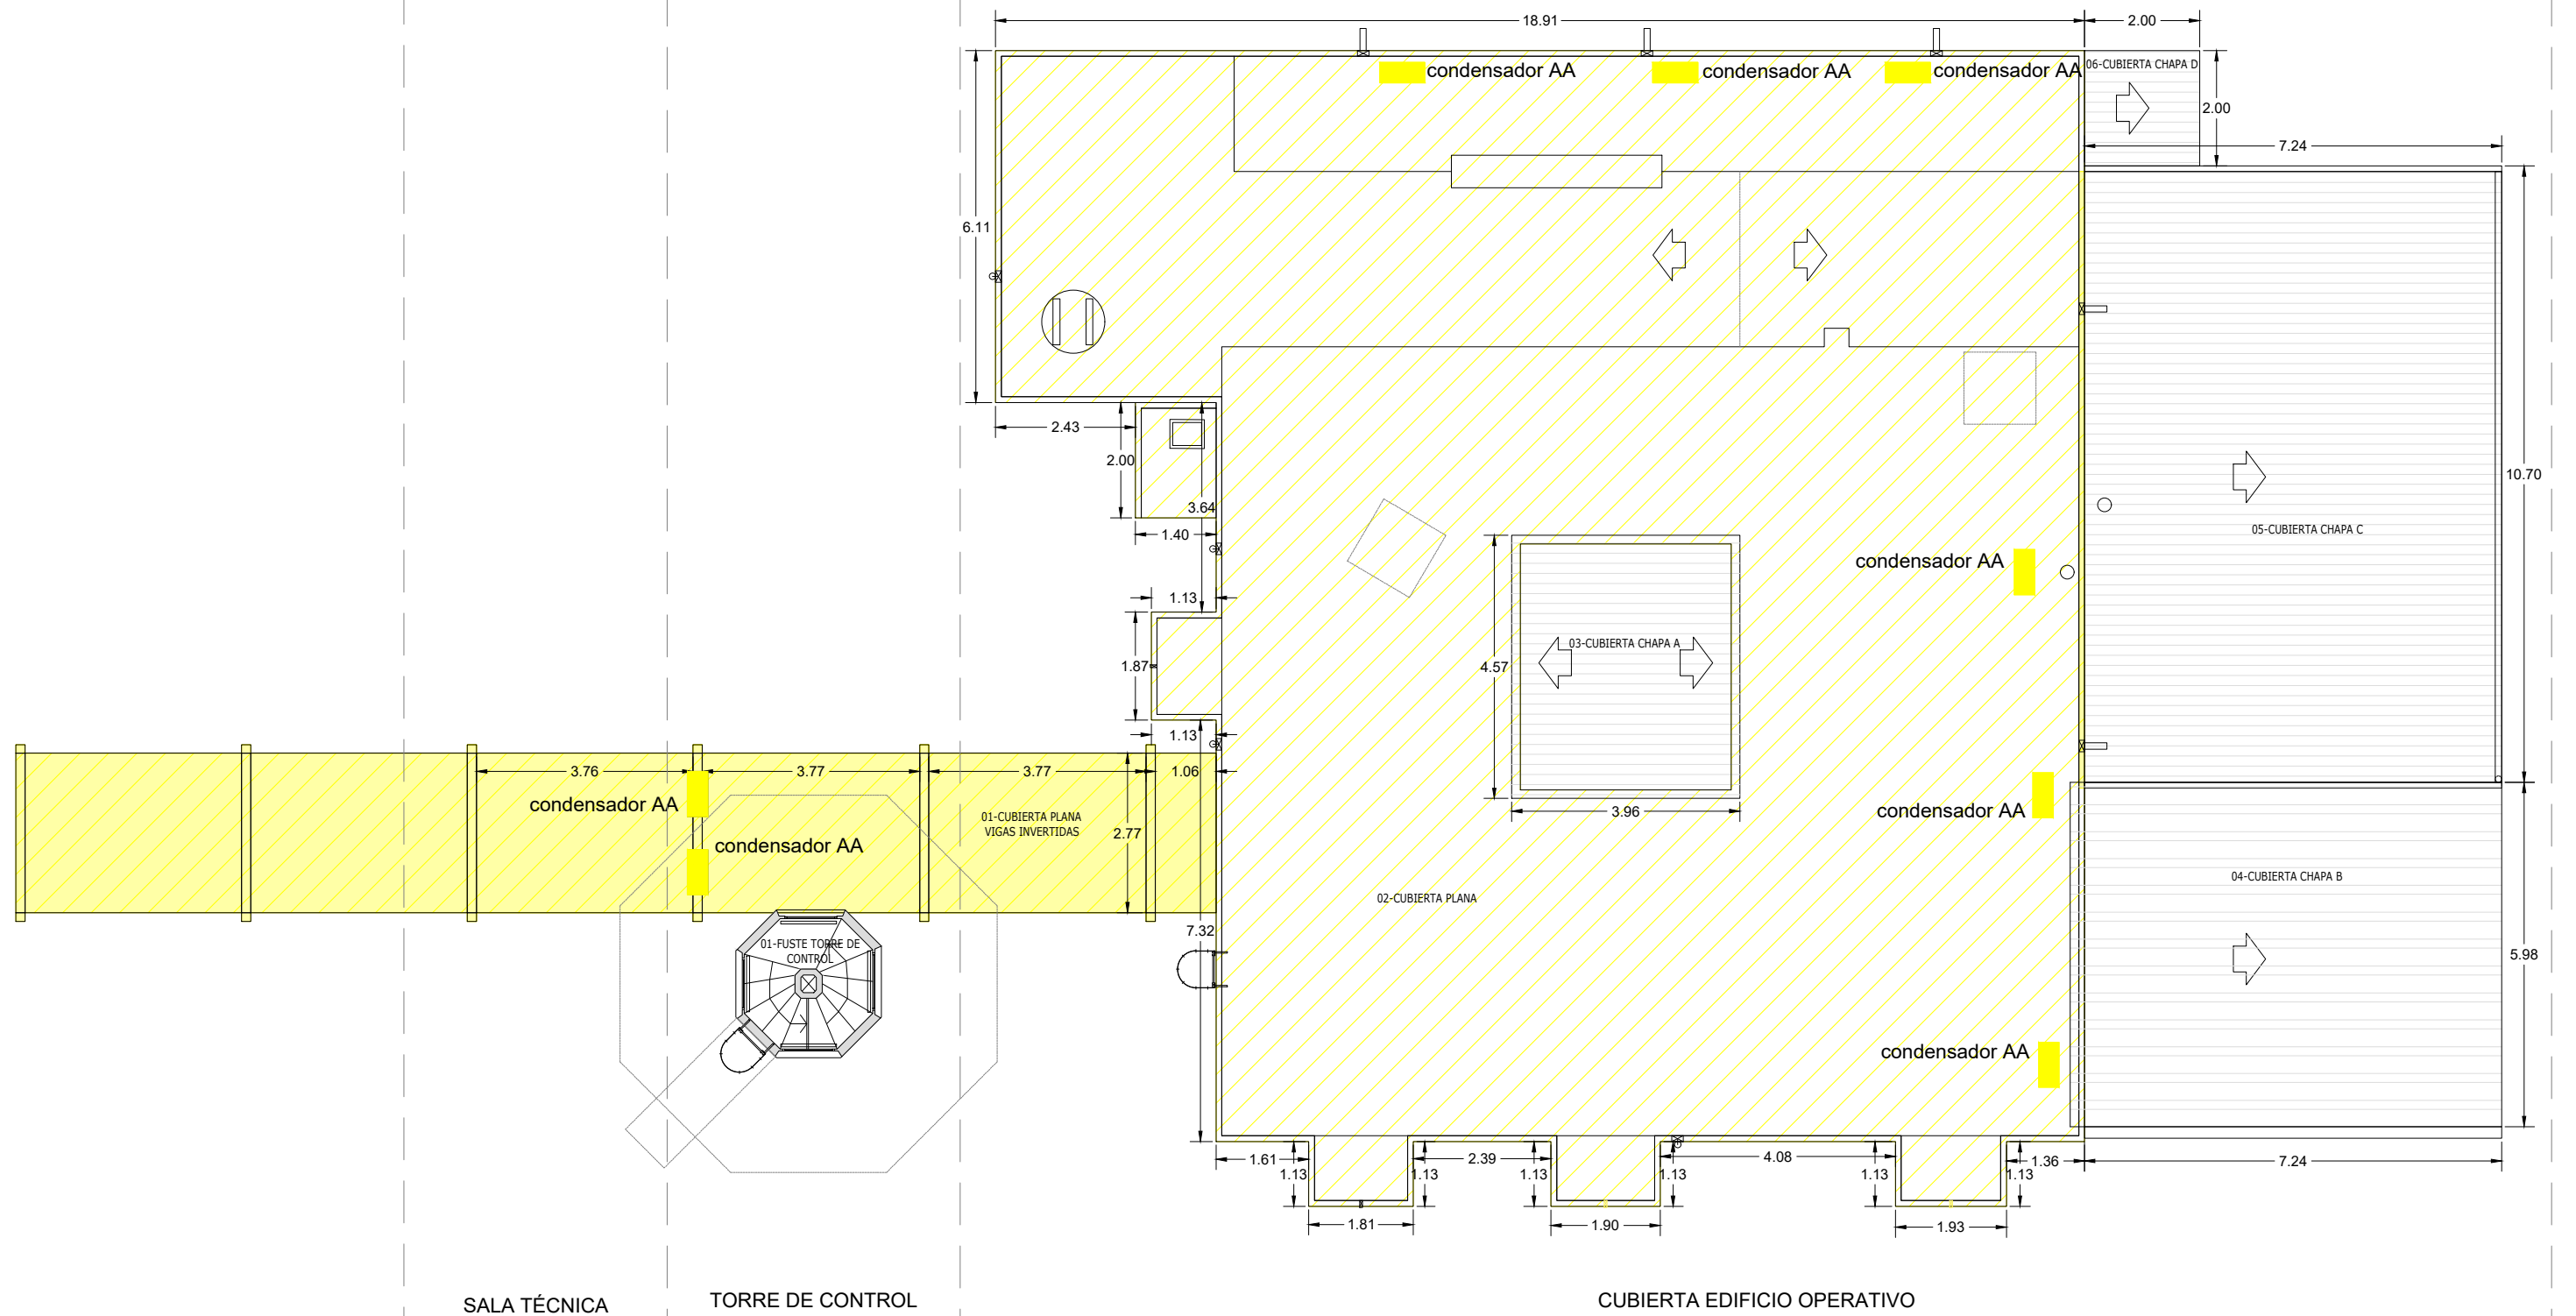 18.91
2.00
06-CUBIERTA CHAPA D
condensador AA
condensador AA
condensador AA
2.00
7.24
6.11
2.43
2.00
3.64
1.40
10.70
05-CUBIERTA CHAPA C
condensador AA
1.13
03-CUBIERTA CHAPA A
1.87
4.57
1.13
3.76
3.77
3.77
1.06
condensador AA
01-CUBIERTA PLANA
VIGAS INVERTIDAS
2.77
3.96
condensador AA
condensador AA
04-CUBIERTA CHAPA B
02-CUBIERTA PLANA
7.32
01-FUSTE TORRE DE
CONTROL
5.98
condensador AA
1.61
2.39
4.08
1.36
7.24
1.13
1.13
1.13
1.13
1.13
1.13
1.81
1.90
1.93
SALA TÉCNICA
TORRE DE CONTROL
CUBIERTA EDIFICIO OPERATIVO